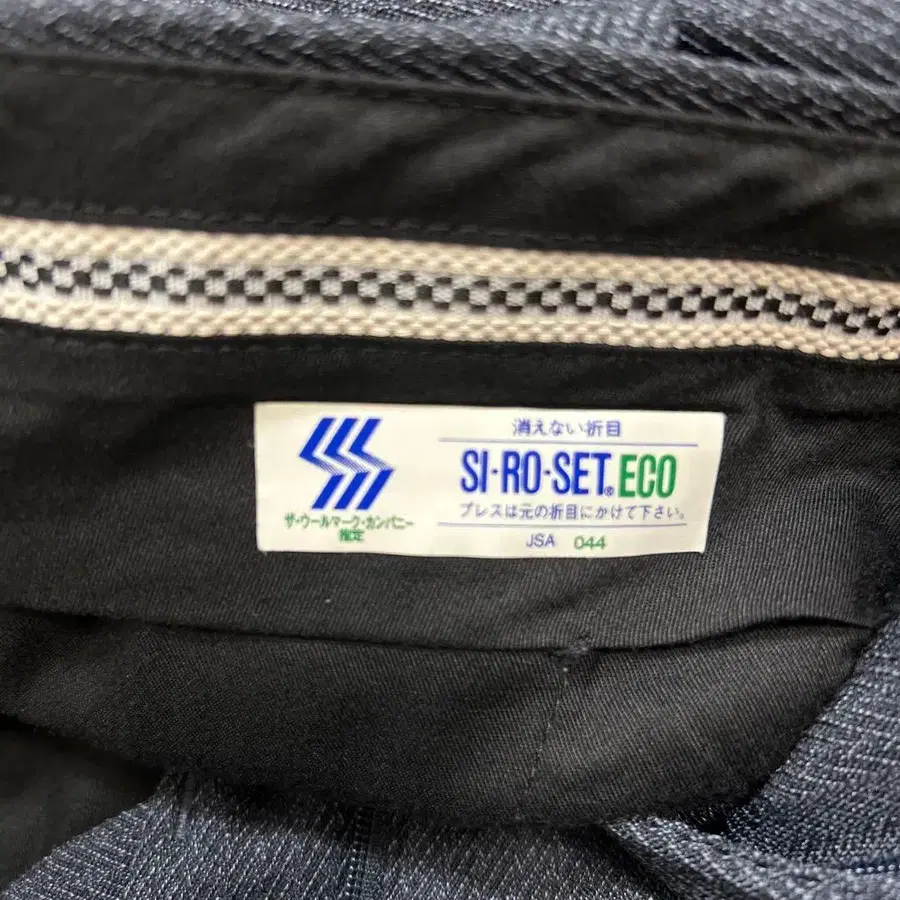 消えない折目
SI-RO-SET® ECO
プレスは元の折目にかけて下さい。
JSA 044
ザ・ウールマーク・カンパニー
指定